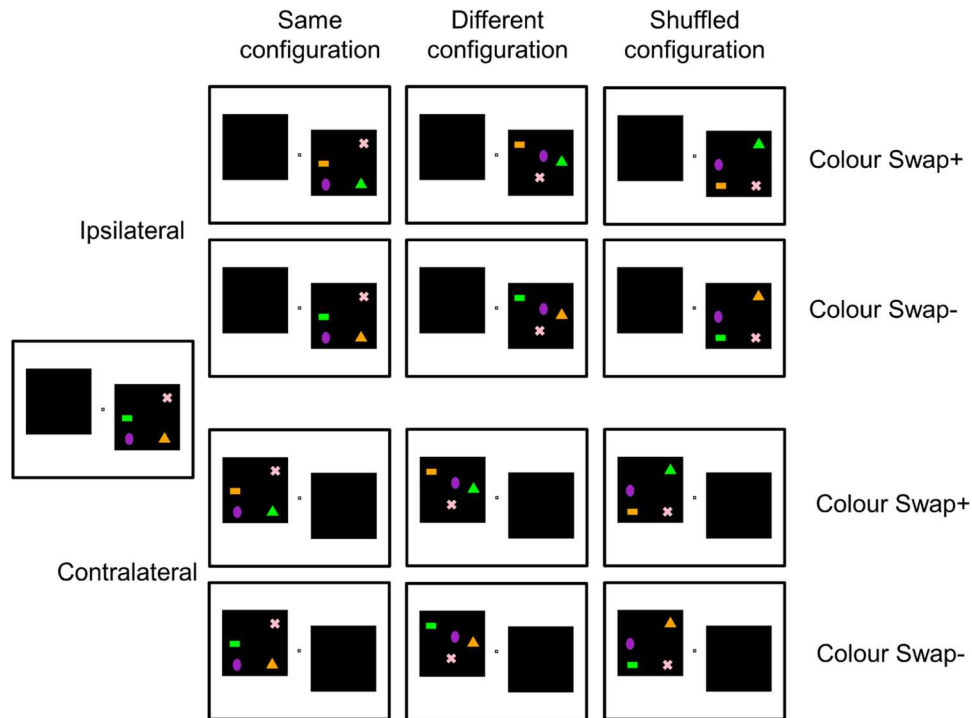 Same
configuration
Different
configuration
Shuffled
configuration
Colour Swap+
Ipsilateral
Colour Swap-
Colour Swap+
Contralateral
Colour Swap-